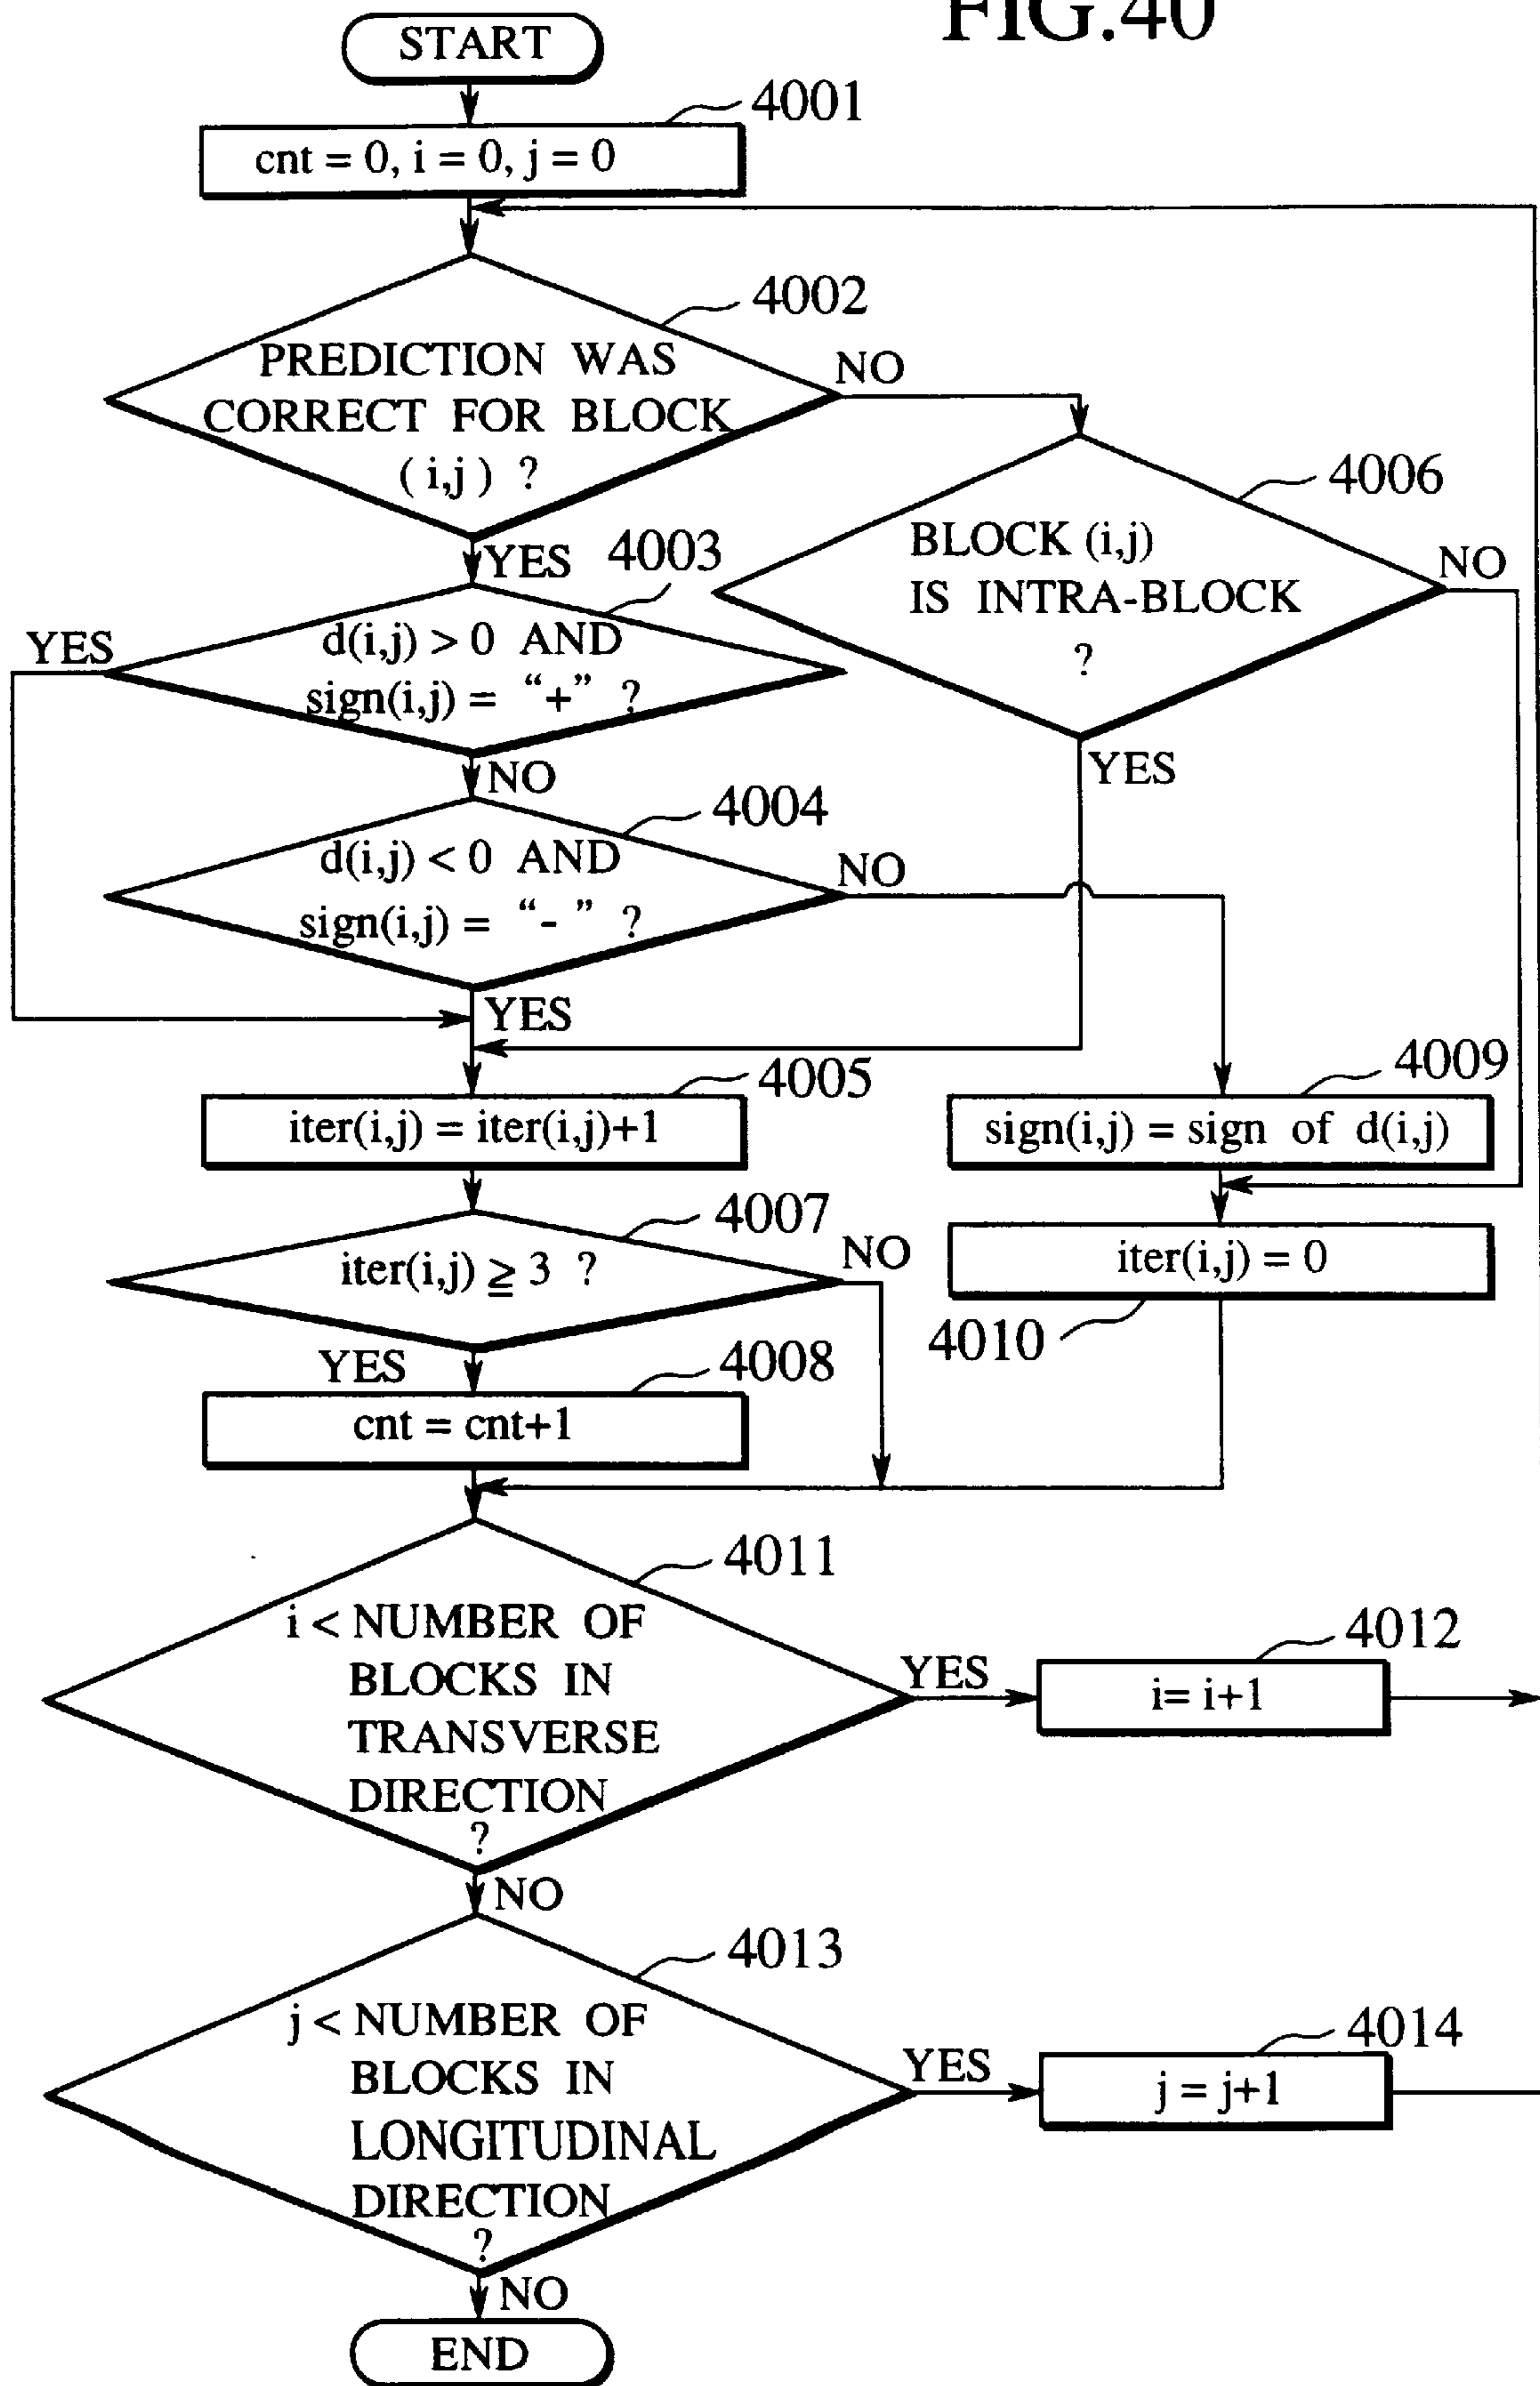 FIG.40
START
4001
cnt = 0, i = 0, j = 0
4002
PREDICTION WAS
CORRECT FOR BLOCK
( i,j ) ?
NO
YES
4006
BLOCK (i,j)
IS INTRA-BLOCK
?
NO
YES
4003
d(i,j) > 0 AND
sign(i,j) = “+” ?
YES
NO
4004
d(i,j) < 0 AND
sign(i,j) = “- ” ?
NO
YES
4005
iter(i,j) = iter(i,j)+1
4009
sign(i,j) = sign of d(i,j)
4007
iter(i,j) ≧ 3 ?
NO
YES
iter(i,j) = 0
4010
4008
cnt = cnt+1
4011
i < NUMBER OF
BLOCKS IN
TRANSVERSE
DIRECTION
?
YES
4012
i= i+1
NO
4013
j < NUMBER OF
BLOCKS IN
LONGITUDINAL
DIRECTION
?
YES
4014
j = j+1
NO
END